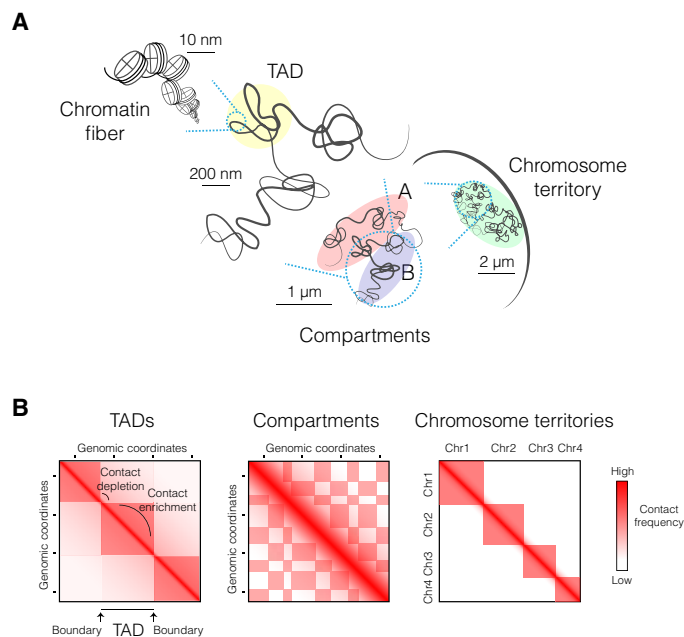 A
10 nm
TAD
Chromatin
fiber
200 nm
A
B
1 μm
Compartments
Chromosome
territory
2 μm
B
TADs
Genomic coordinates
Genomic coordinates
Contact
depletion
Contact
enrichment
Boundary
TAD
Boundary
Compartments
Genomic coordinates
Genomic coordinates
Chromosome territories
Chr1
Chr2
Chr3
Chr4
Chr1
Chr2
Chr3
Chr4
High
Contact
frequency
Low